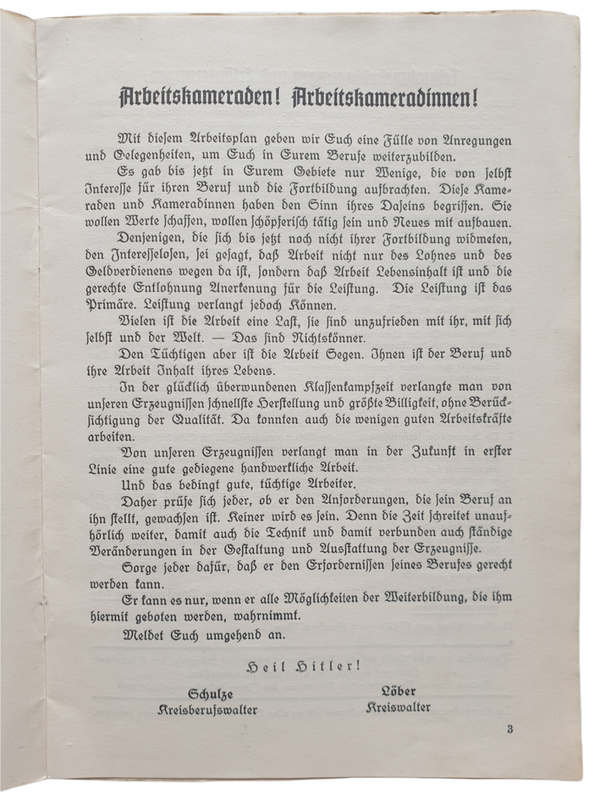 Arbeitskameraden! Arbeitskameradinnen!
Mit diesem Arbeitsplan geben wir Euch eine Fülle von Anregungen
und Gelegenheiten, um Euch in Eurem Berufe weiterzubilden.
Es gab bis jetzt in Eurem Gebiete nur Wenige, die von selbst
Interesse für ihren Beruf und die Fortbildung aufbrachten. Diese Kame-
raden und Kameradinnen haben den Sinn ihres Daseins begriffen. Sie
wollen Werte schaffen, wollen schöpferisch tätig sein und Neues mit aufbauen.
Denjenigen, die sich bis jetzt noch nicht ihrer Fortbildung widmeten,
den Interesselosen, sei gesagt, daß Arbeit nicht nur des Lohnes und des
Geldverdienens wegen da ist, sondern daß Arbeit Lebensinhalt ist und die
gerechte Entlohnung Anerkenung für die Leistung. Die Leistung ist das
Primäre. Leistung verlangt jedoch Können.
Vielen ist die Arbeit eine Last, sie sind unzufrieden mit ihr, mit sich
selbst und der Welt. — Das sind Nichtskönner.
Den Tüchtigen aber ist die Arbeit Segen. Ihnen ist der Beruf und
ihre Arbeit Inhalt ihres Lebens.
In der glücklich überwundenen Klassenkampfzeit verlangte man von
unseren Erzeugnissen schnellste Herstellung und größte Billigkeit, ohne Berück-
sichtigung der Qualität. Da konnten auch die wenigen guten Arbeitskräfte
arbeiten.
Von unseren Erzeugnissen verlangt man in der Zukunft in erster
Linie eine gute gediegene handwerkliche Arbeit.
Und das bedingt gute, tüchtige Arbeiter.
Daher prüfe sich jeder, ob er den Anforderungen, die sein Beruf an
ihn stellt, gewachsen ist. Keiner wird es sein. Denn die Zeit schreitet unauf-
hörlich weiter, damit auch die Technik und damit verbunden auch ständige
Veränderungen in der Gestaltung und Ausstattung der Erzeugnisse.
Sorge jeder dafür, daß er den Erfordernissen seines Berufes gerecht
werden kann.
Er kann es nur, wenn er alle Möglichkeiten der Weiterbildung, die ihm
hiermit geboten werden, wahrnimmt.
Meldet Euch umgehend an.
Heil Hitler!
Schulze Löber
Kreisberufswalter Kreiswalter
3